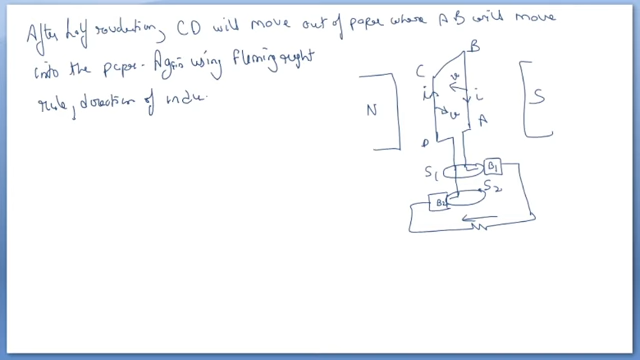 After half revolution, CD will move out of paper where AB will move
into the paper. Again using fleming right
rule, direction of indu
B
C
v
i
i
v
N
S
A
D
S1
B1
S2
B2